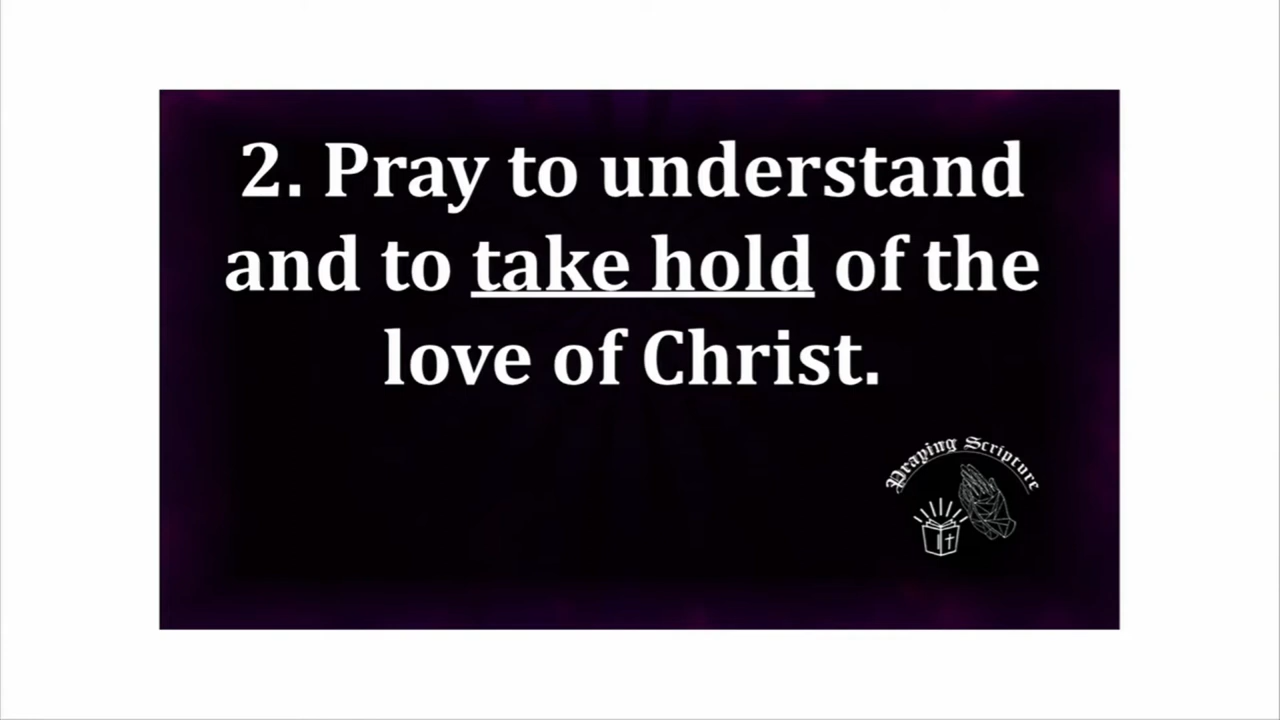 2. Pray to understand
and to take hold of the
love of Christ.
Praying Scripture